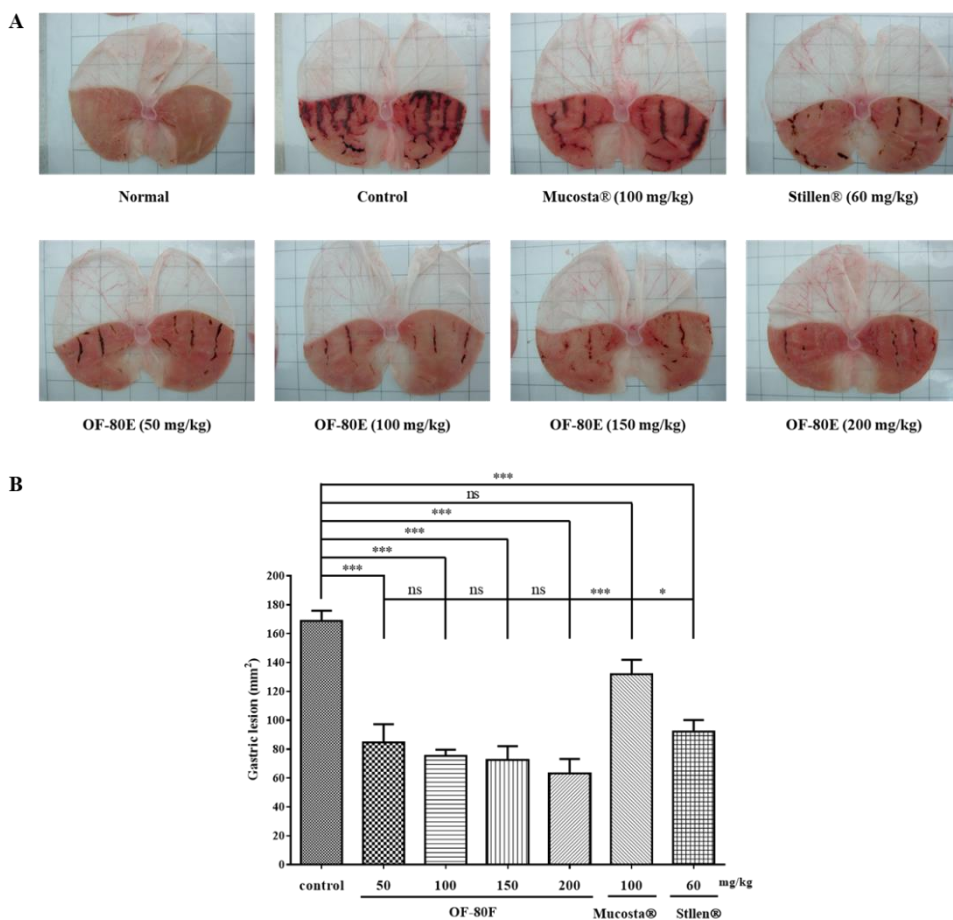 A
Normal
Control
Mucosta® (100 mg/kg)
Stillen® (60 mg/kg)
OF-80E (50 mg/kg)
OF-80E (100 mg/kg)
OF-80E (150 mg/kg)
OF-80E (200 mg/kg)
B
***
ns
***
***
***
***
ns
ns
ns
***
*
Gastric lesion (mm²)
200
180
160
140
120
100
80
60
40
20
0
control 50 100 150 200 100 60 mg/kg
OF-80F Mucosta® Stllen®